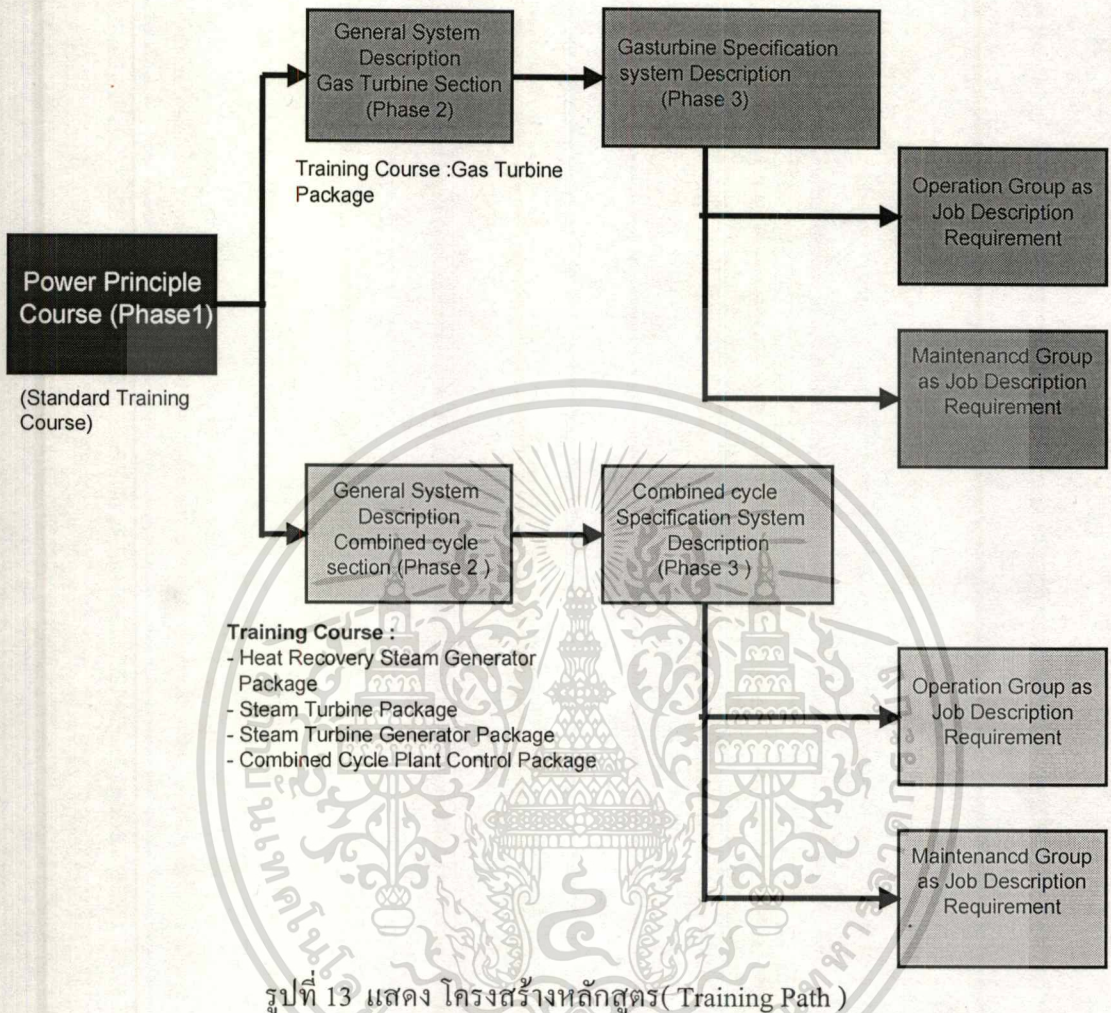 General System
Description
Gas Turbine Section
(Phase 2)
Gasturbine Specification
system Description
(Phase 3)
Training Course :Gas Turbine
Package
Operation Group as
Job Description
Requirement
Power Principle
Course (Phase1)
(Standard Training
Course)
Maintenancd Group
as Job Description
Requirement
General System
Description
Combined cycle
section (Phase 2 )
Combined cycle
Specification System
Description
(Phase 3 )
Training Course :
- Heat Recovery Steam Generator
Package
- Steam Turbine Package
- Steam Turbine Generator Package
- Combined Cycle Plant Control Package
Operation Group as
Job Description
Requirement
Maintenancd Group
as Job Description
Requirement
รูปที่ 13 แสดง โครงสร้างหลักสูตร( Training Path )